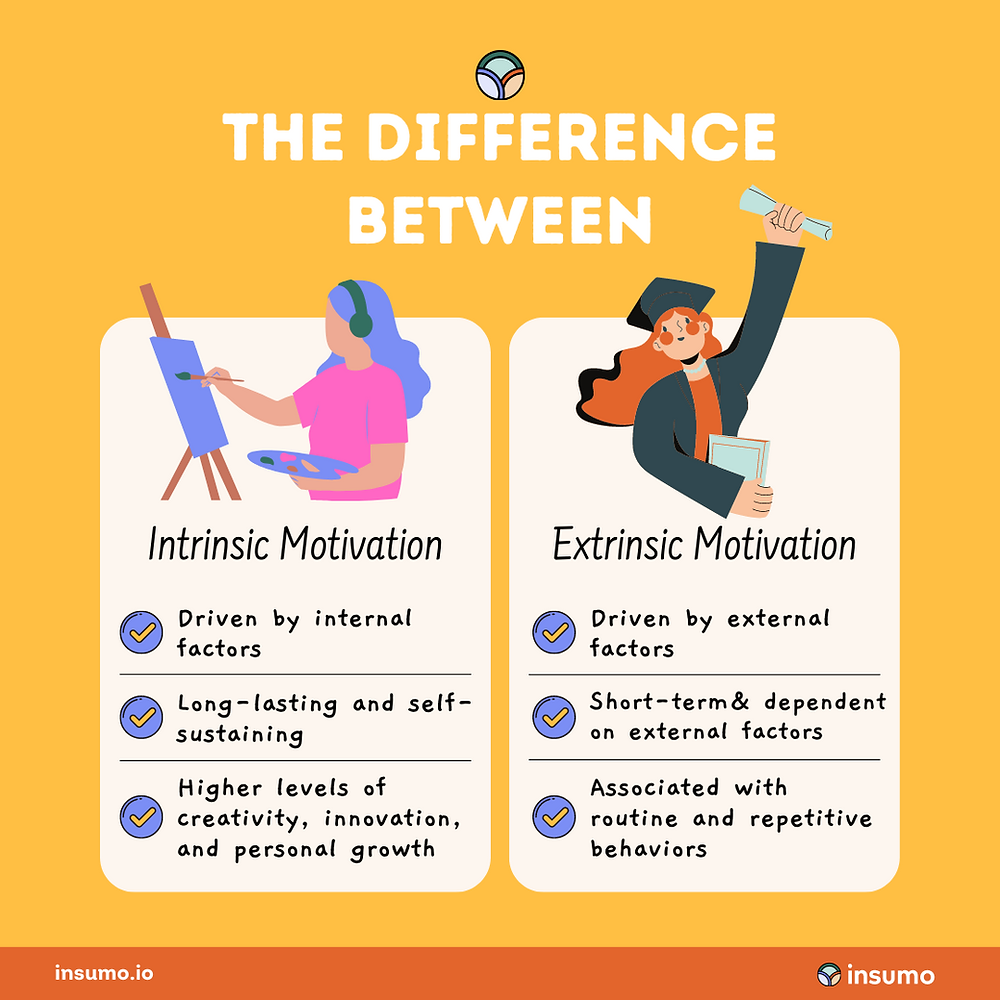 THE DIFFERENCE
BETWEEN
Intrinsic Motivation
Driven by internal
factors
Long-lasting and self-
sustaining
Higher levels of
creativity, innovation,
and personal growth
Extrinsic Motivation
Driven by external
factors
Short-term& dependent
on external factors
Associated with
routine and repetitive
behaviors
insumo.io
insumo